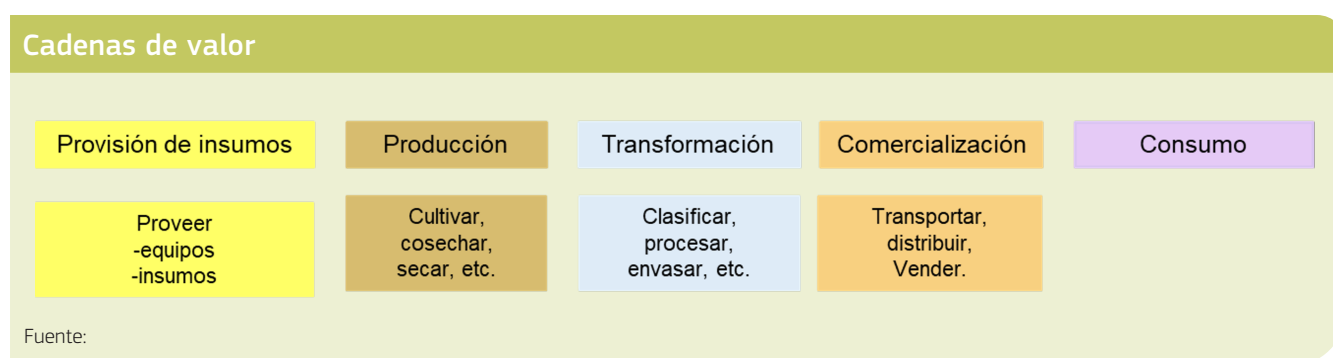 Cadenas de valor
Provisión de insumos
Producción
Transformación
Comercialización
Consumo
Proveer
-equipos
-insumos
Cultivar,
cosechar,
secar, etc.
Clasificar,
procesar,
envasar, etc.
Transportar,
distribuir,
Vender.
Fuente: